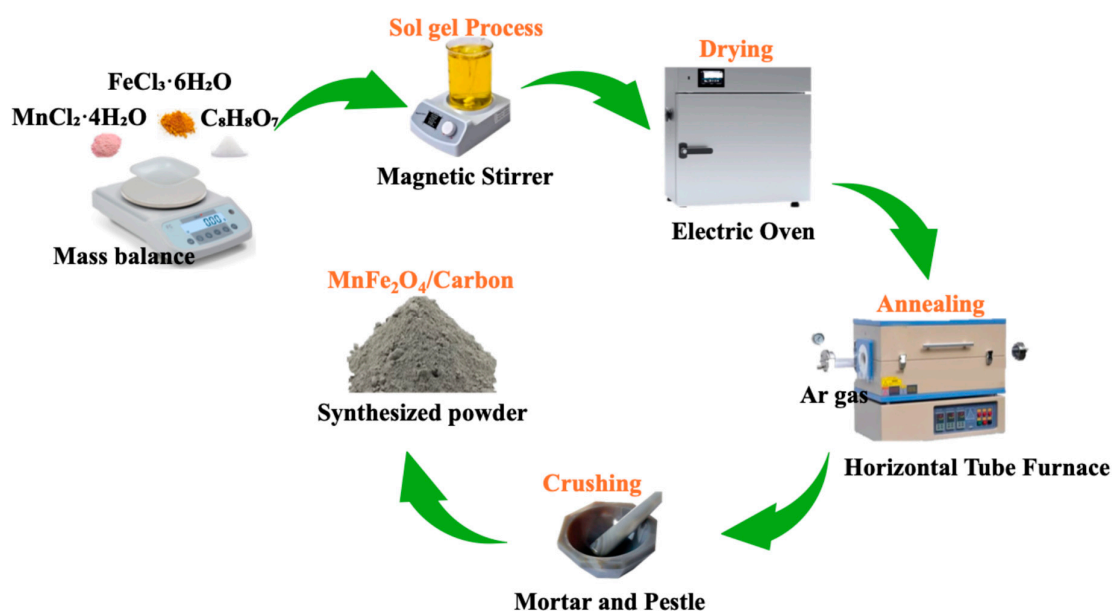 Sol gel Process
Drying
FeCl₃·6H₂O
MnCl₂·4H₂O
C₈H₈O₇
Magnetic Stirrer
Electric Oven
Mass balance
MnFe₂O₄/Carbon
Annealing
Ar gas
Synthesized powder
Horizontal Tube Furnace
Crushing
Mortar and Pestle